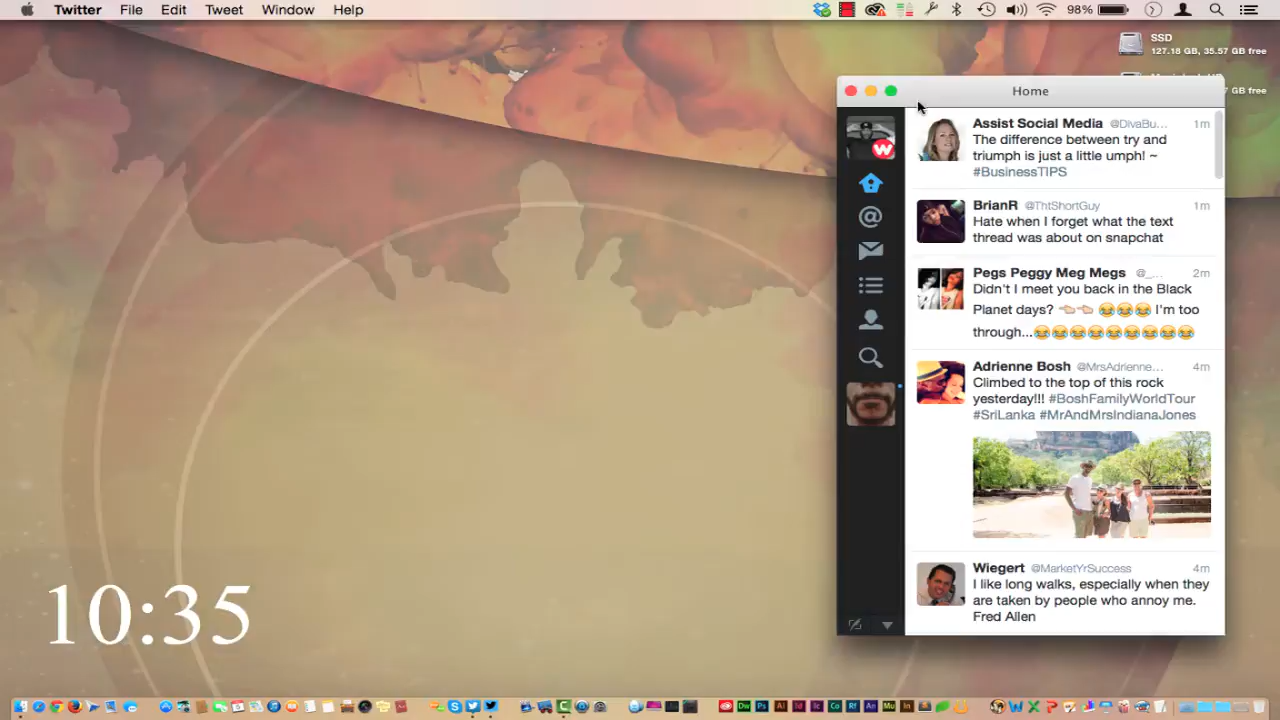 Twitter File Edit Tweet Window Help 98%
SSD
127.18 GB, 35.57 GB free
GB free
Home
Assist Social Media @DivaBu... 1m
The difference between try and
triumph is just a little umph! ~
#BusinessTIPS
BrianR @ThtShortGuy 1m
Hate when I forget what the text
thread was about on snapchat
Pegs Peggy Meg Megs @_... 2m
Didn't I meet you back in the Black
Planet days? 👈🏻👈🏻 😂😂😂 I'm too
through...😂😂😂😂😂😂😂😂😂
Adrienne Bosh @MrsAdrienne... 4m
Climbed to the top of this rock
yesterday!!! #BoshFamilyWorldTour
#SriLanka #MrAndMrsIndianaJones
Wiegert @MarketYrSuccess 4m
I like long walks, especially when they
are taken by people who annoy me.
Fred Allen
10:35